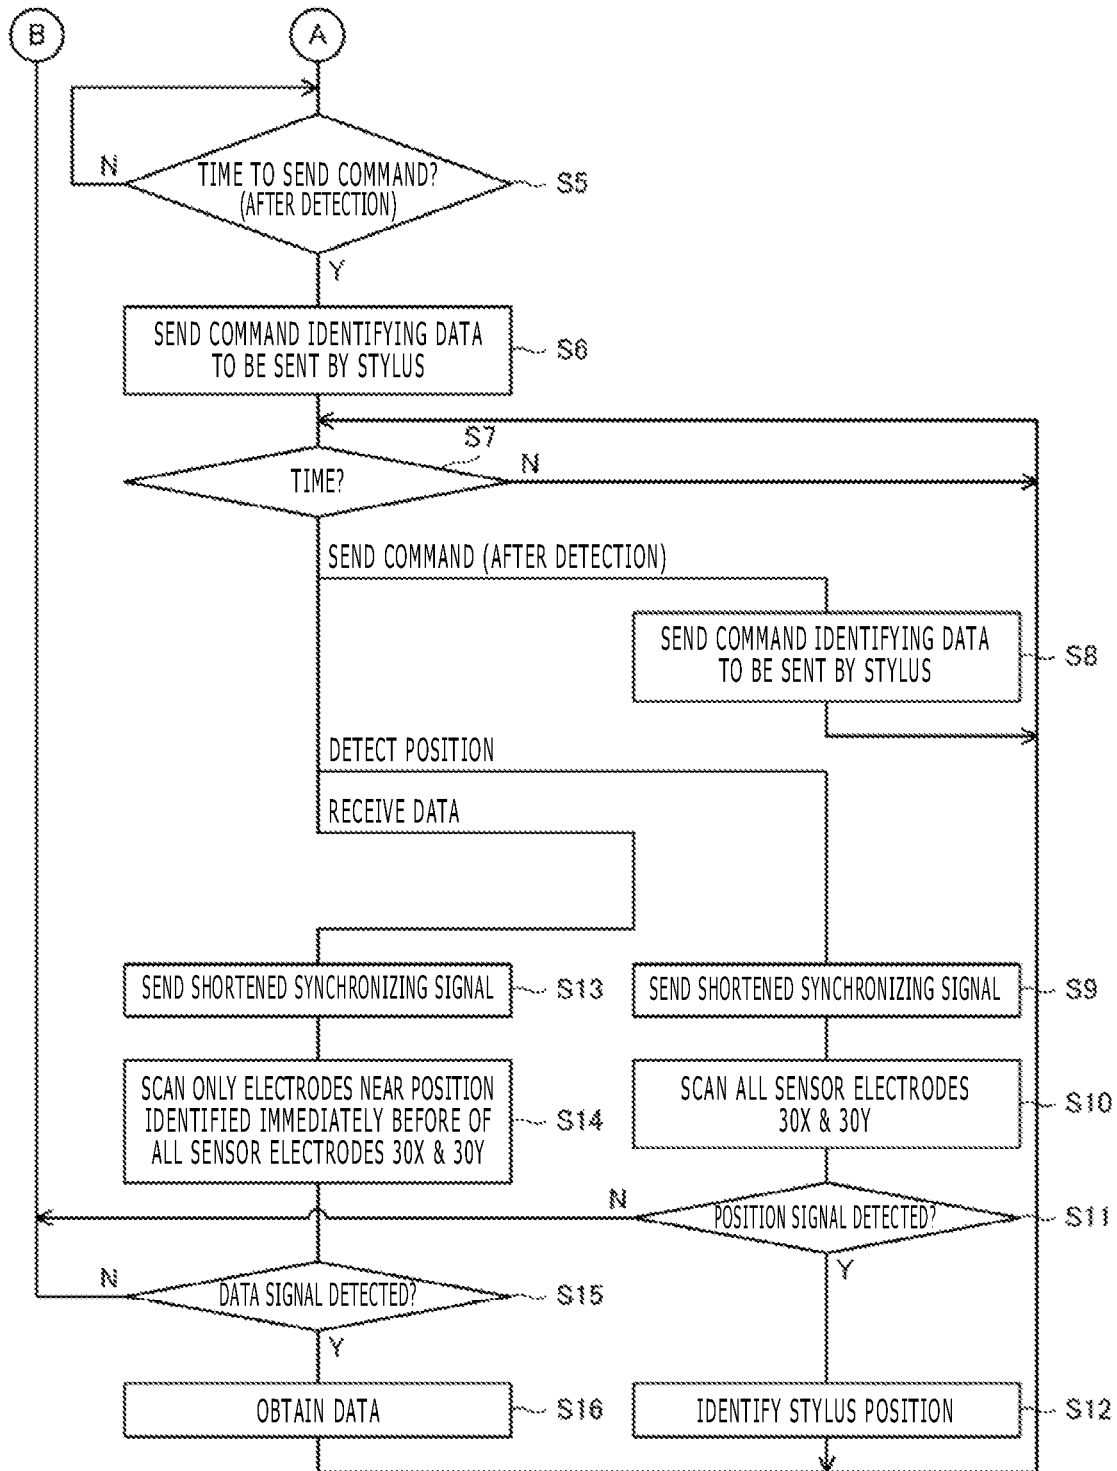 B
A
N
TIME TO SEND COMMAND?
(AFTER DETECTION)
S5
Y
SEND COMMAND IDENTIFYING DATA
TO BE SENT BY STYLUS
S6
S7
TIME?
N
SEND COMMAND (AFTER DETECTION)
SEND COMMAND IDENTIFYING DATA
TO BE SENT BY STYLUS
S8
DETECT POSITION
RECEIVE DATA
SEND SHORTENED SYNCHRONIZING SIGNAL
S13
SEND SHORTENED SYNCHRONIZING SIGNAL
S9
SCAN ONLY ELECTRODES NEAR POSITION
IDENTIFIED IMMEDIATELY BEFORE OF
ALL SENSOR ELECTRODES 30X & 30Y
S14
SCAN ALL SENSOR ELECTRODES
30X & 30Y
S10
N
POSITION SIGNAL DETECTED?
S11
Y
N
DATA SIGNAL DETECTED?
S15
Y
OBTAIN DATA
S16
IDENTIFY STYLUS POSITION
S12